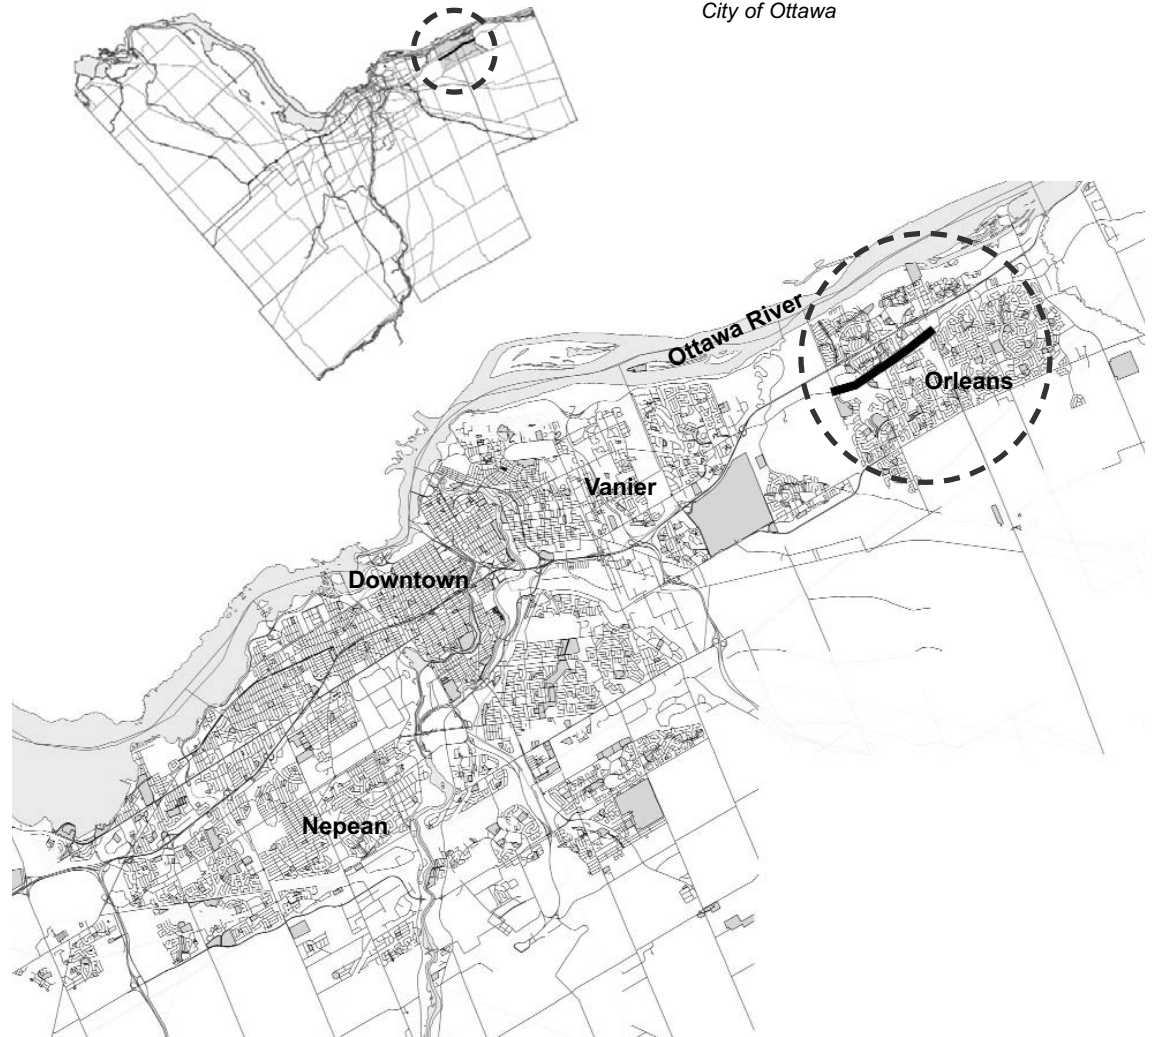 City of Ottawa
Ottawa River
Orleans
Vanier
Downtown
Nepean